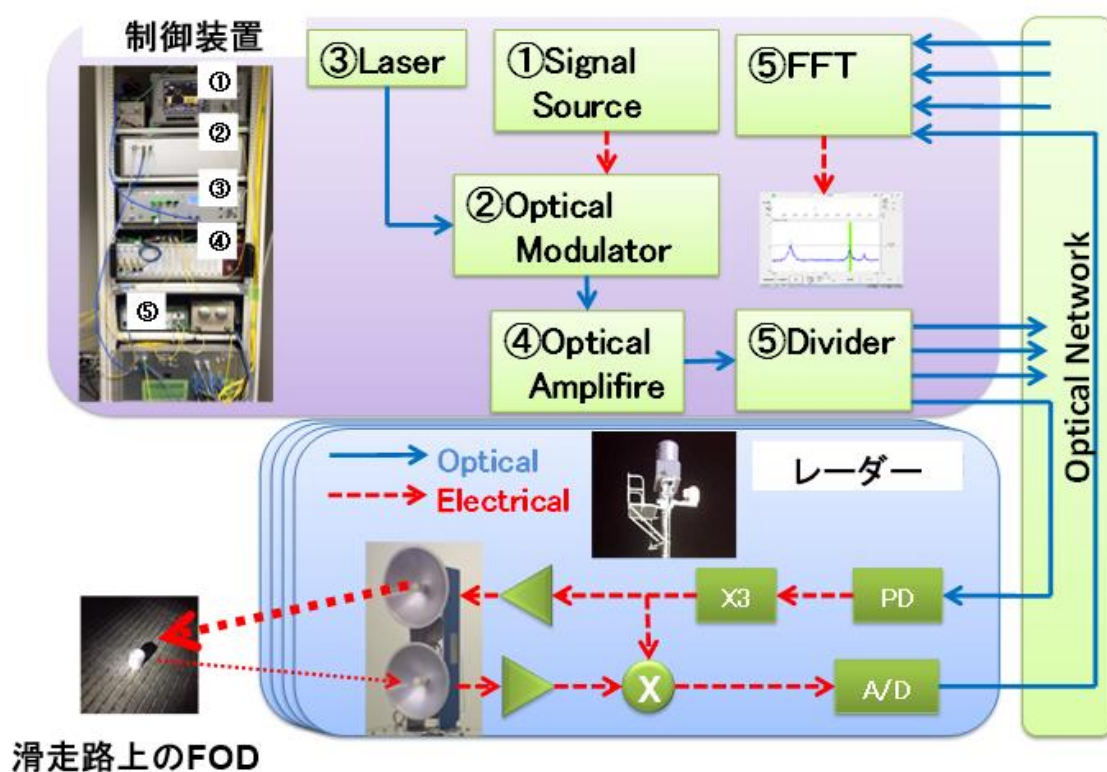 制御装置
①
②
③
④
⑤
③Laser
①Signal
Source
⑤FFT
②Optical
Modulator
④Optical
Amplifire
⑤Divider
Optical Network
Optical
Electrical
レーダー
X3
PD
X
A/D
滑走路上のFOD